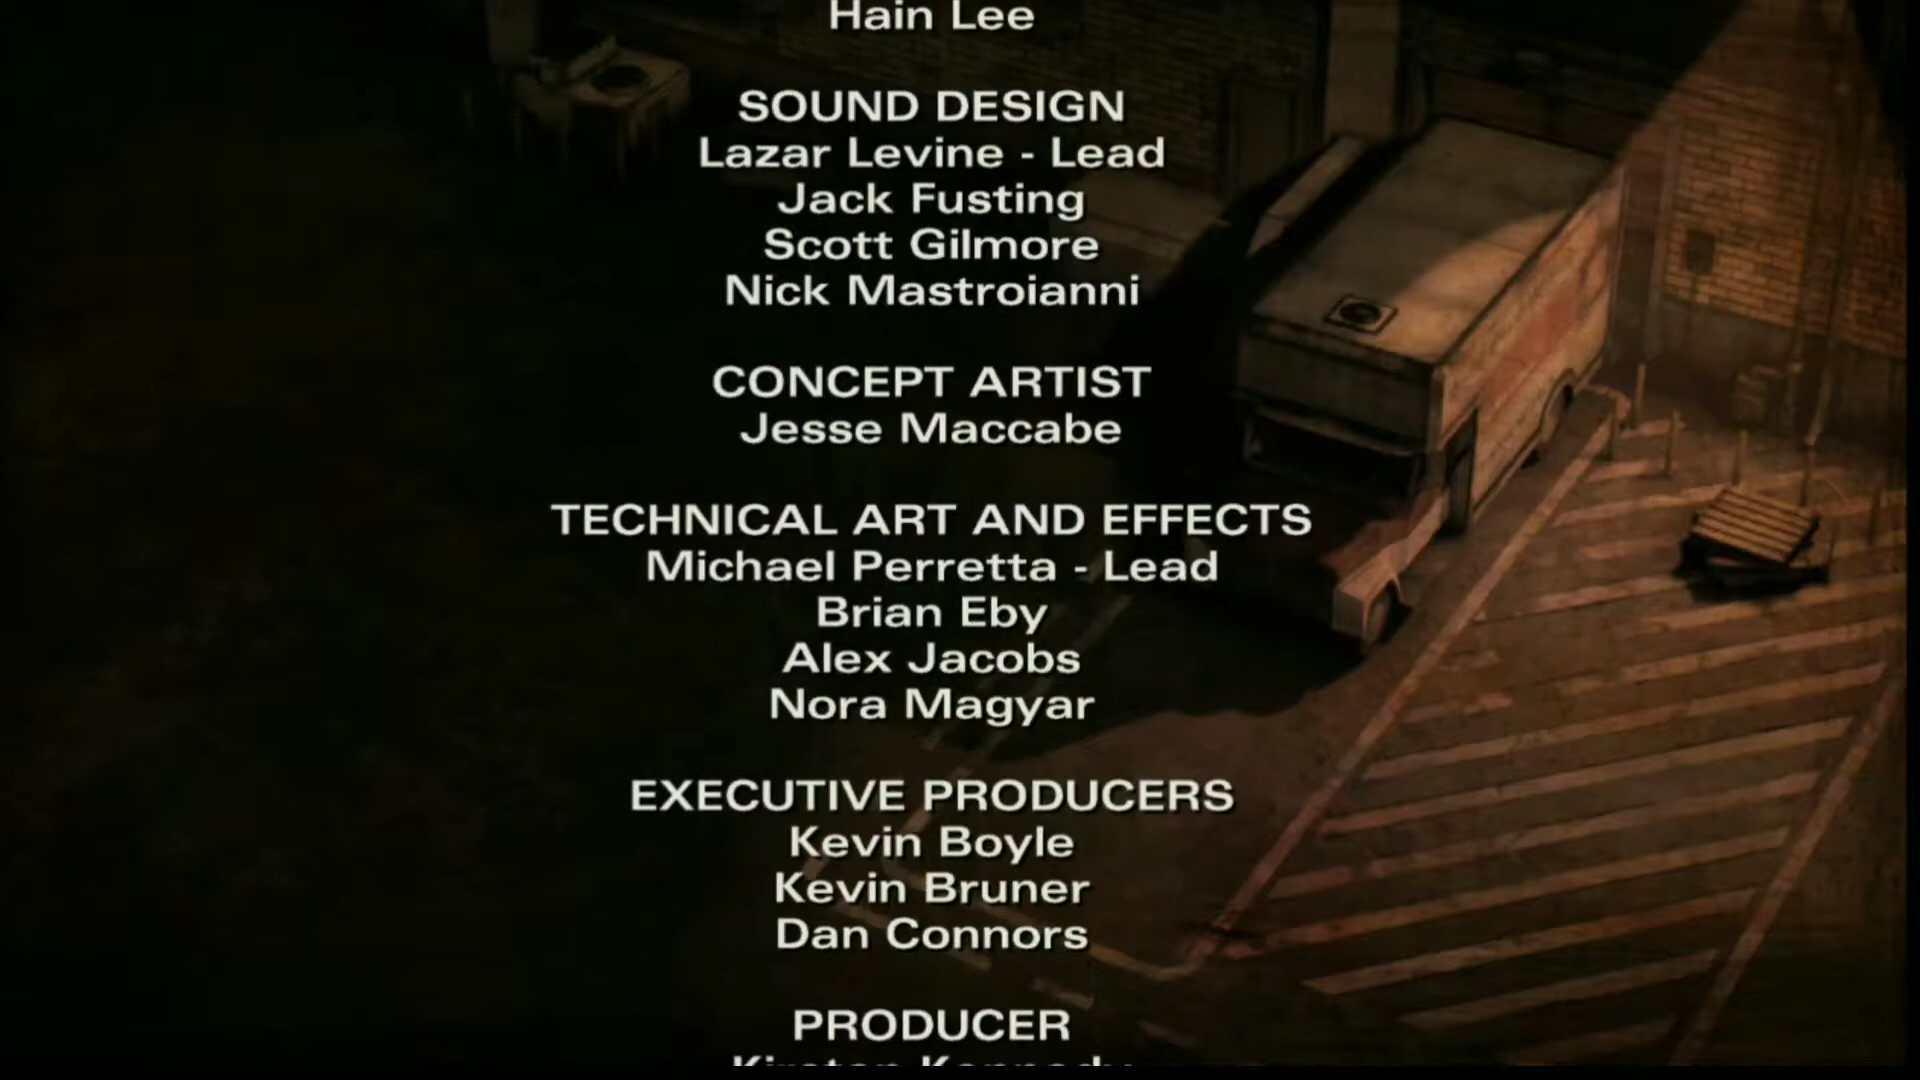 Hain Lee
SOUND DESIGN
Lazar Levine - Lead
Jack Fusting
Scott Gilmore
Nick Mastroianni
CONCEPT ARTIST
Jesse Maccabe
TECHNICAL ART AND EFFECTS
Michael Perretta - Lead
Brian Eby
Alex Jacobs
Nora Magyar
EXECUTIVE PRODUCERS
Kevin Boyle
Kevin Bruner
Dan Connors
PRODUCER